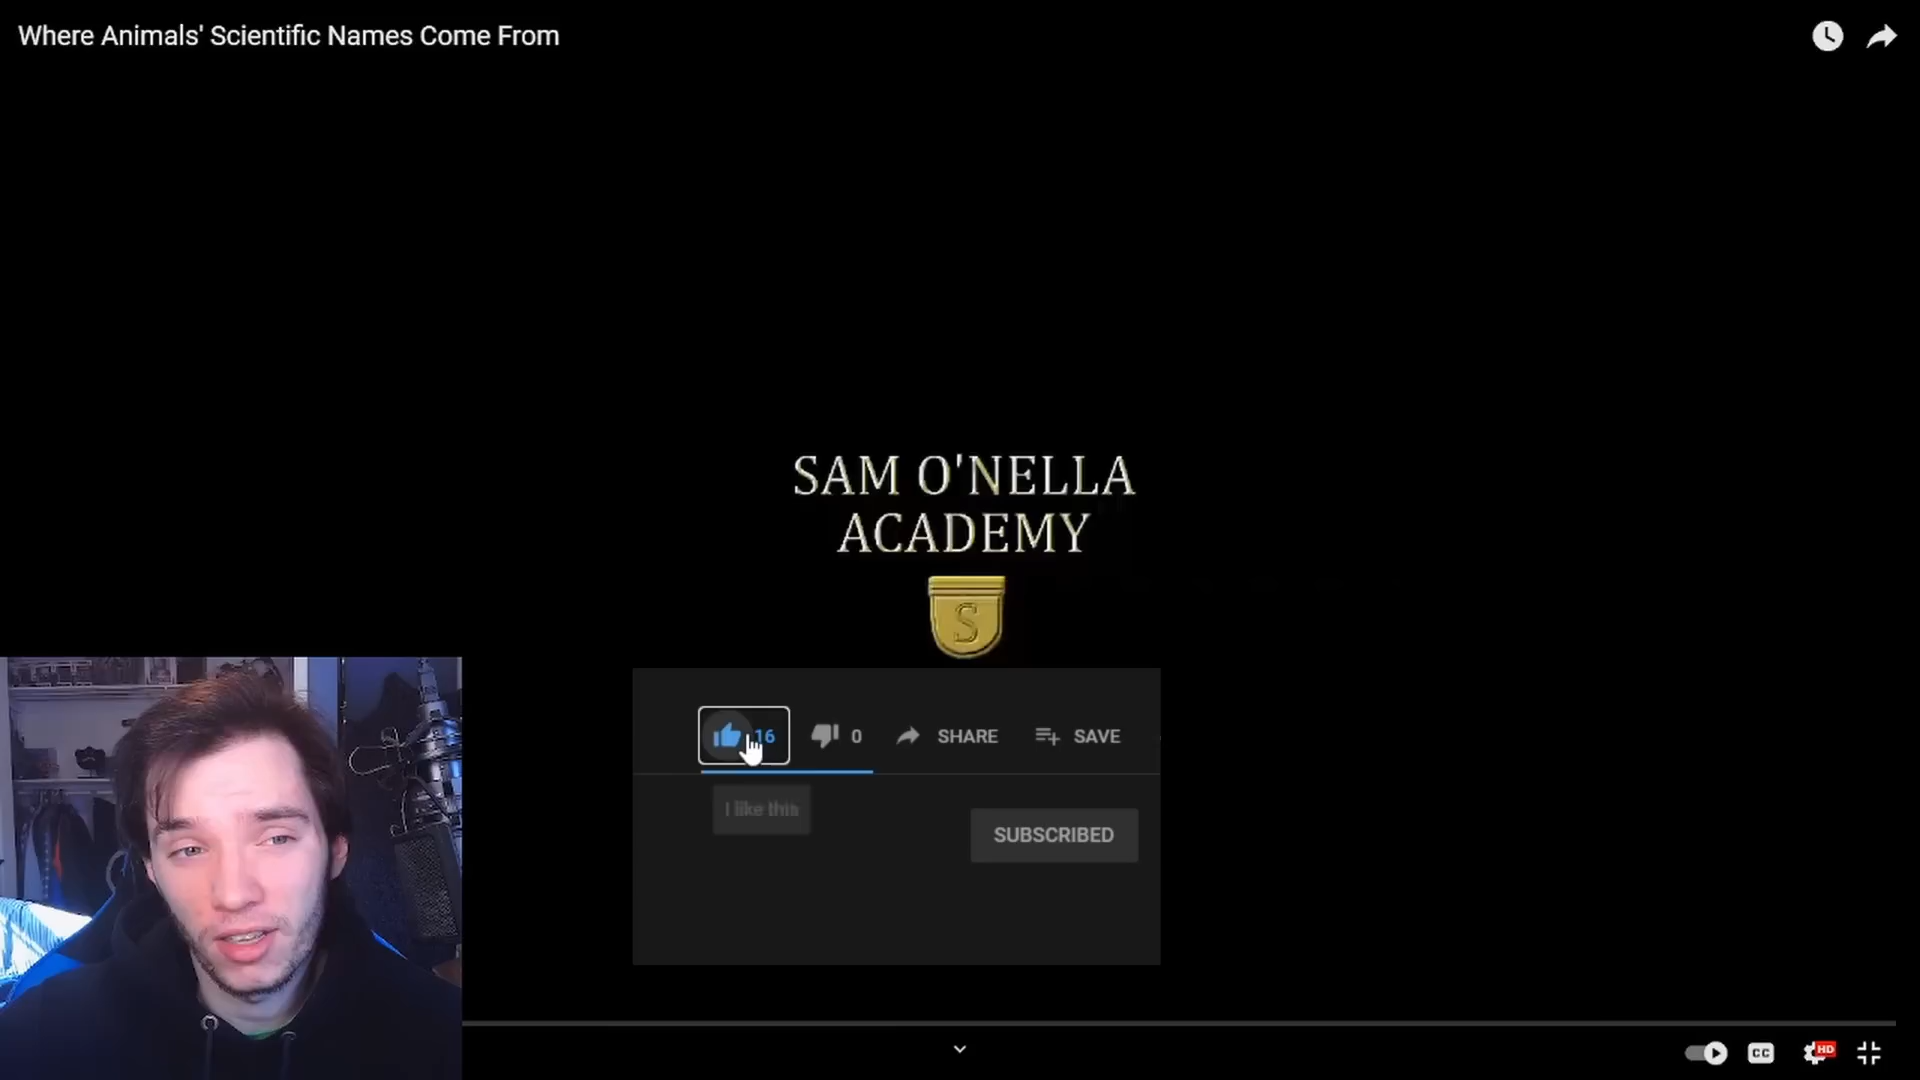 Where Animals' Scientific Names Come From
SAM O'NELLA
ACADEMY
S
16 0 SHARE SAVE
I like this
SUBSCRIBED
CC HD